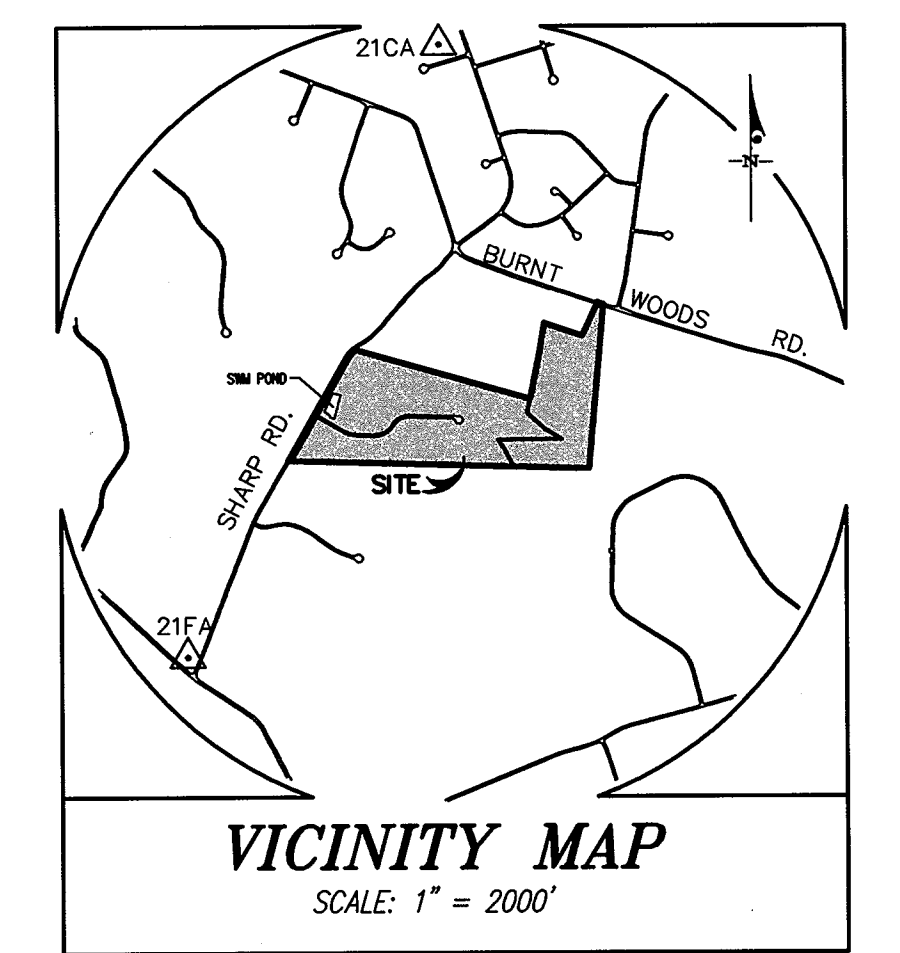 21CA
N
BURNT WOODS RD.
SWM POND
SHARP RD.
SITE
21FA
VICINITY MAP
SCALE: 1" = 2000'